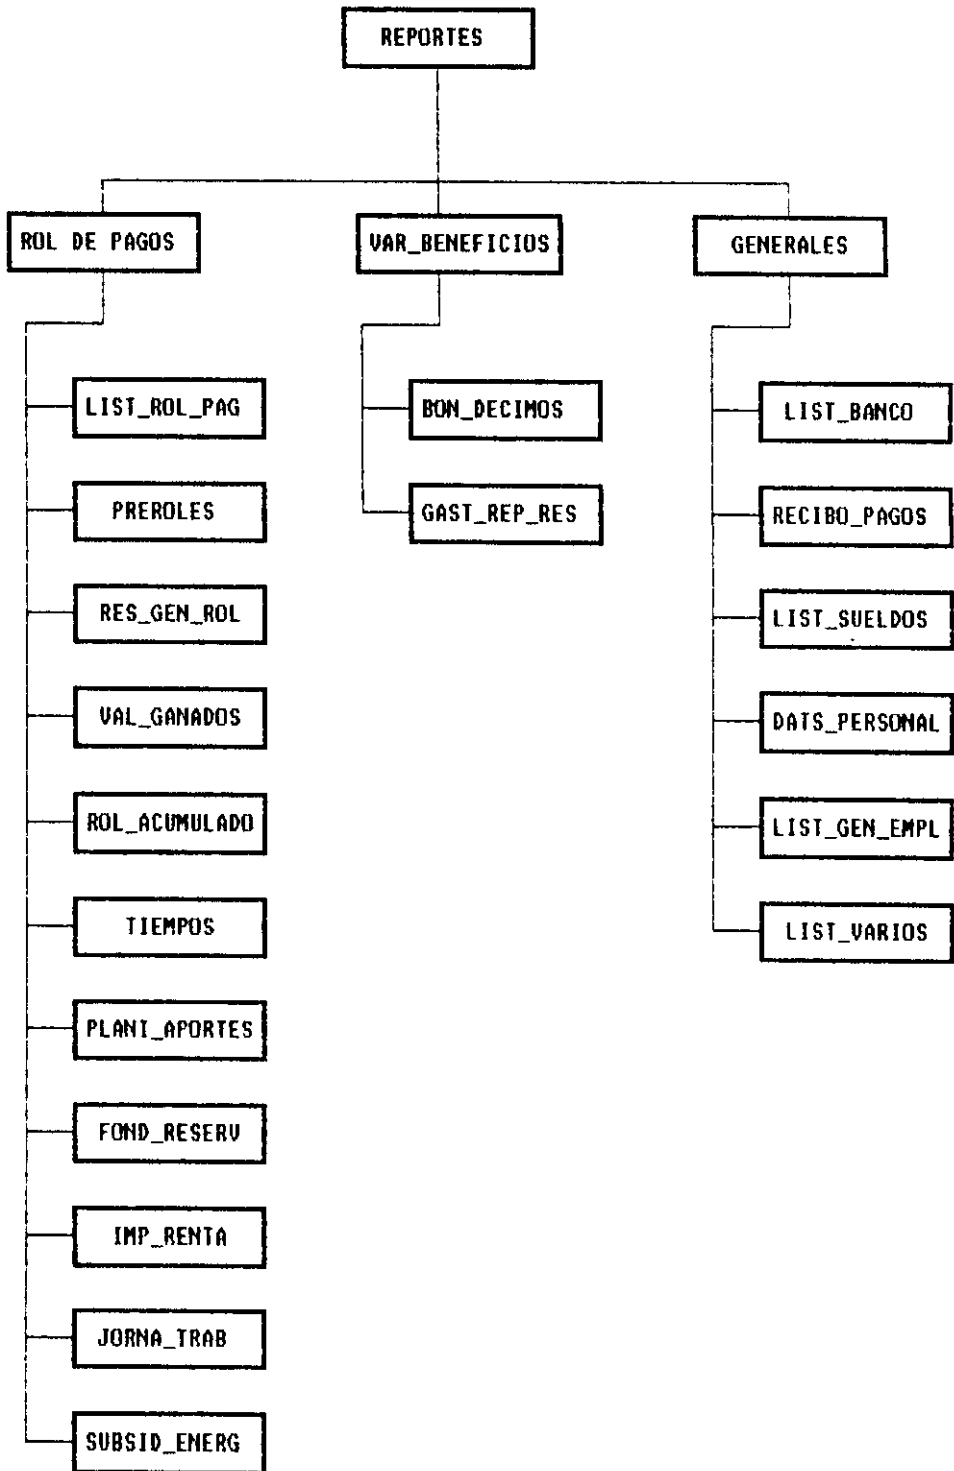 REPORTES
ROL DE PAGOS
VAR_BENEFICIOS
GENERALES
LIST_ROL_PAG
PREROLES
RES_GEN_ROL
VAL_GANADOS
ROL_ACUMULADO
TIEMPOS
PLANI_APORTES
FOND_RESERV
IMP_RENTA
JORNA_TRAB
SUBSID_ENERG
BON_DECIMOS
GAST_REP_RES
LIST_BANCO
RECIBO_PAGOS
LIST_SUELDOS
DATS_PERSONAL
LIST_GEN_EMPL
LIST_VARIOS